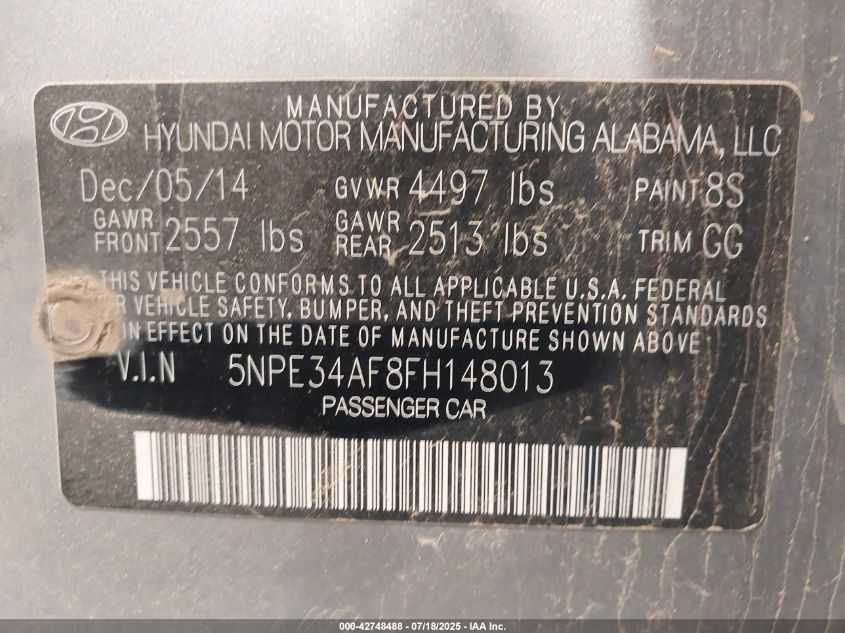 MANUFACTURED BY
HYUNDAI MOTOR MANUFACTURING ALABAMA, LLC
Dec/05/14 GVWR 4497 lbs PAINT 8S
GAWR FRONT 2557 lbs GAWR REAR 2513 lbs TRIM GG
THIS VEHICLE CONFORMS TO ALL APPLICABLE U.S.A. FEDERAL
VEHICLE SAFETY, BUMPER, AND THEFT PREVENTION STANDARDS
IN EFFECT ON THE DATE OF MANUFACTURE SHOWN ABOVE
V.I.N 5NPE34AF8FH148013
PASSENGER CAR
000-42748488 - 07/18/2025 - IAA Inc.